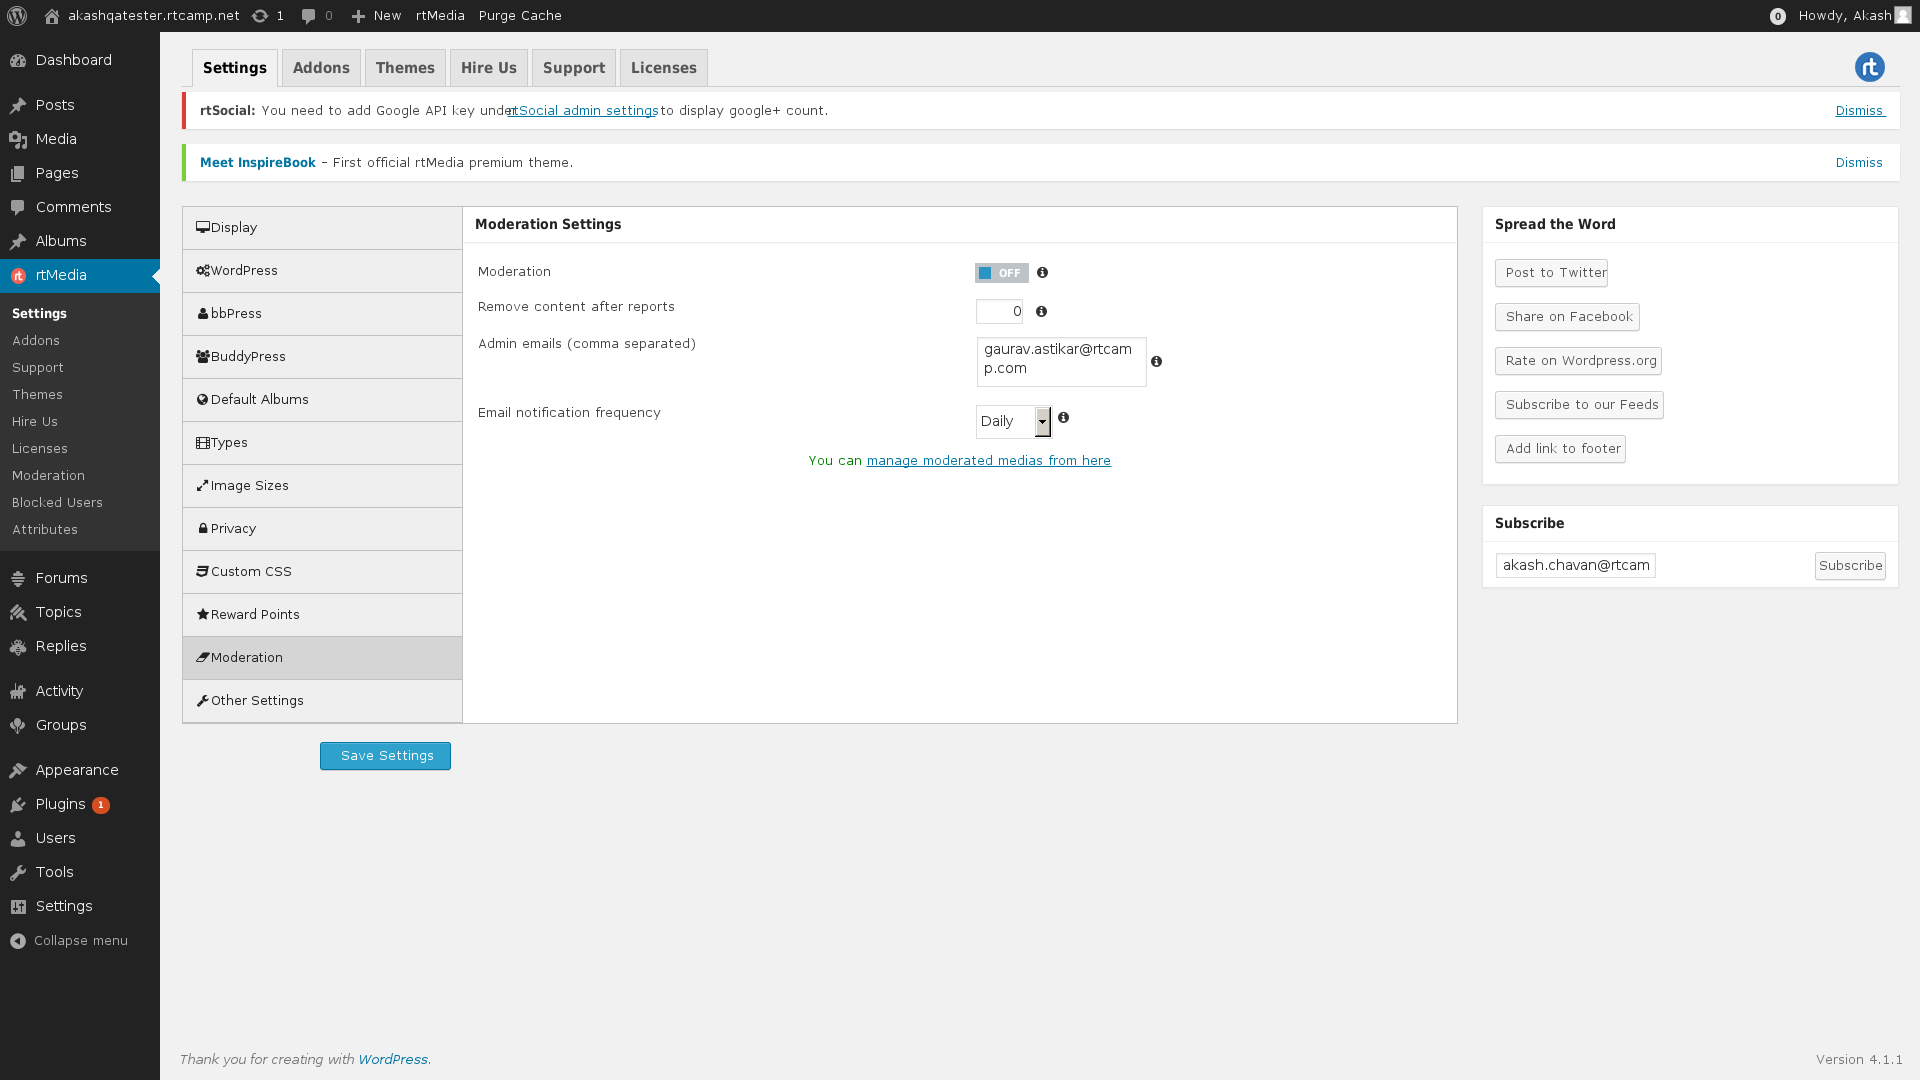 akashqatester.rtcamp.net 1 0 New rtMedia Purge Cache 0 Howdy, Akash
Dashboard
Posts
Media
Pages
Comments
Albums
rtMedia
Settings
Addons
Support
Themes
Hire Us
Licenses
Moderation
Blocked Users
Attributes
Forums
Topics
Replies
Activity
Groups
Appearance
Plugins 1
Users
Tools
Settings
Collapse menu
Settings Addons Themes Hire Us Support Licenses
rt
rtSocial: You need to add Google API key under rtSocial admin settings to display google+ count. Dismiss
Meet InspireBook – First official rtMedia premium theme. Dismiss
Display
WordPress
bbPress
BuddyPress
Default Albums
Types
Image Sizes
Privacy
Custom CSS
Reward Points
Moderation
Other Settings
Save Settings
Moderation Settings
Moderation OFF
Remove content after reports 0
Admin emails (comma separated) gaurav.astikar@rtcam
p.com
Email notification frequency Daily
You can manage moderated medias from here
Spread the Word
Post to Twitter
Share on Facebook
Rate on Wordpress.org
Subscribe to our Feeds
Add link to footer
Subscribe
akash.chavan@rtcam Subscribe
Thank you for creating with WordPress. Version 4.1.1